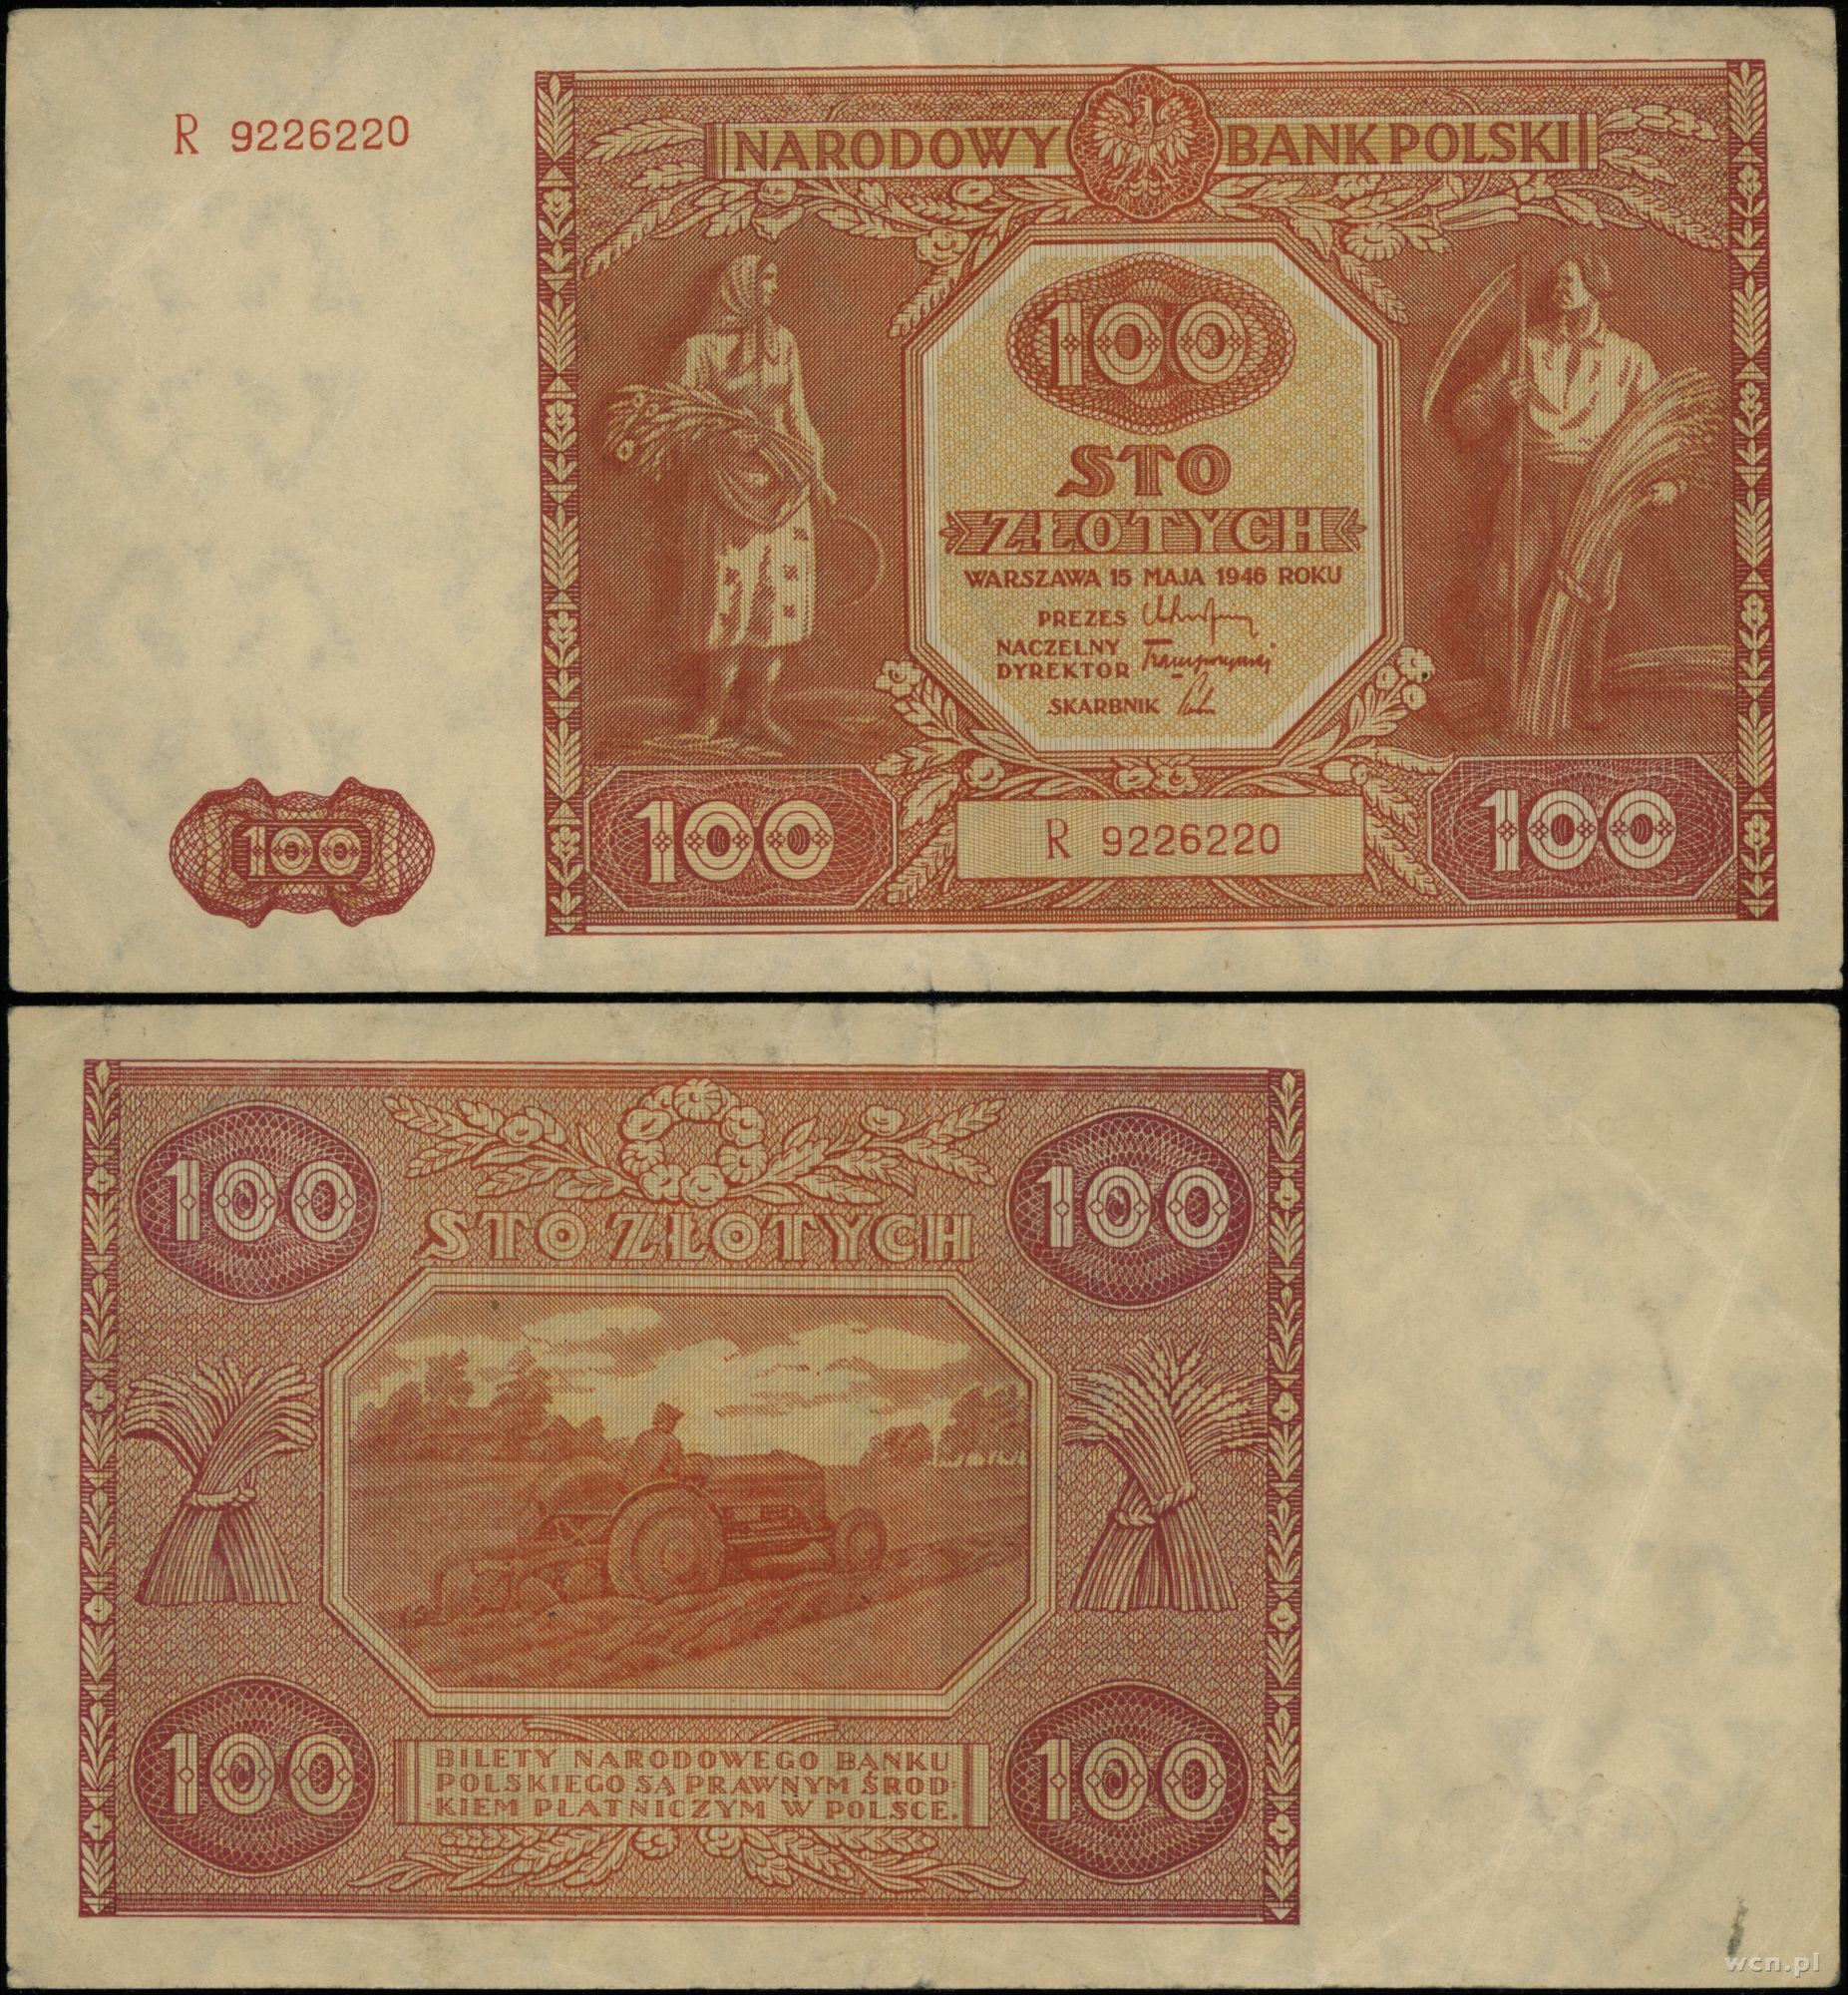 R 9226220
NARODOWY BANK POLSKI
100
STO
ZŁOTYCH
WARSZAWA 15 MAJA 1946 ROKU
PREZES
NACZELNY
DYREKTOR
SKARBNIK
100
100
R 9226220
100
100
100
STO ZŁOTYCH
100
100
BILETY NARODOWEGO BANKU
POLSKIEGO SĄ PRAWNYM ŚROD-
KIEM PŁATNICZYM W POLSCE.
wcn.pl